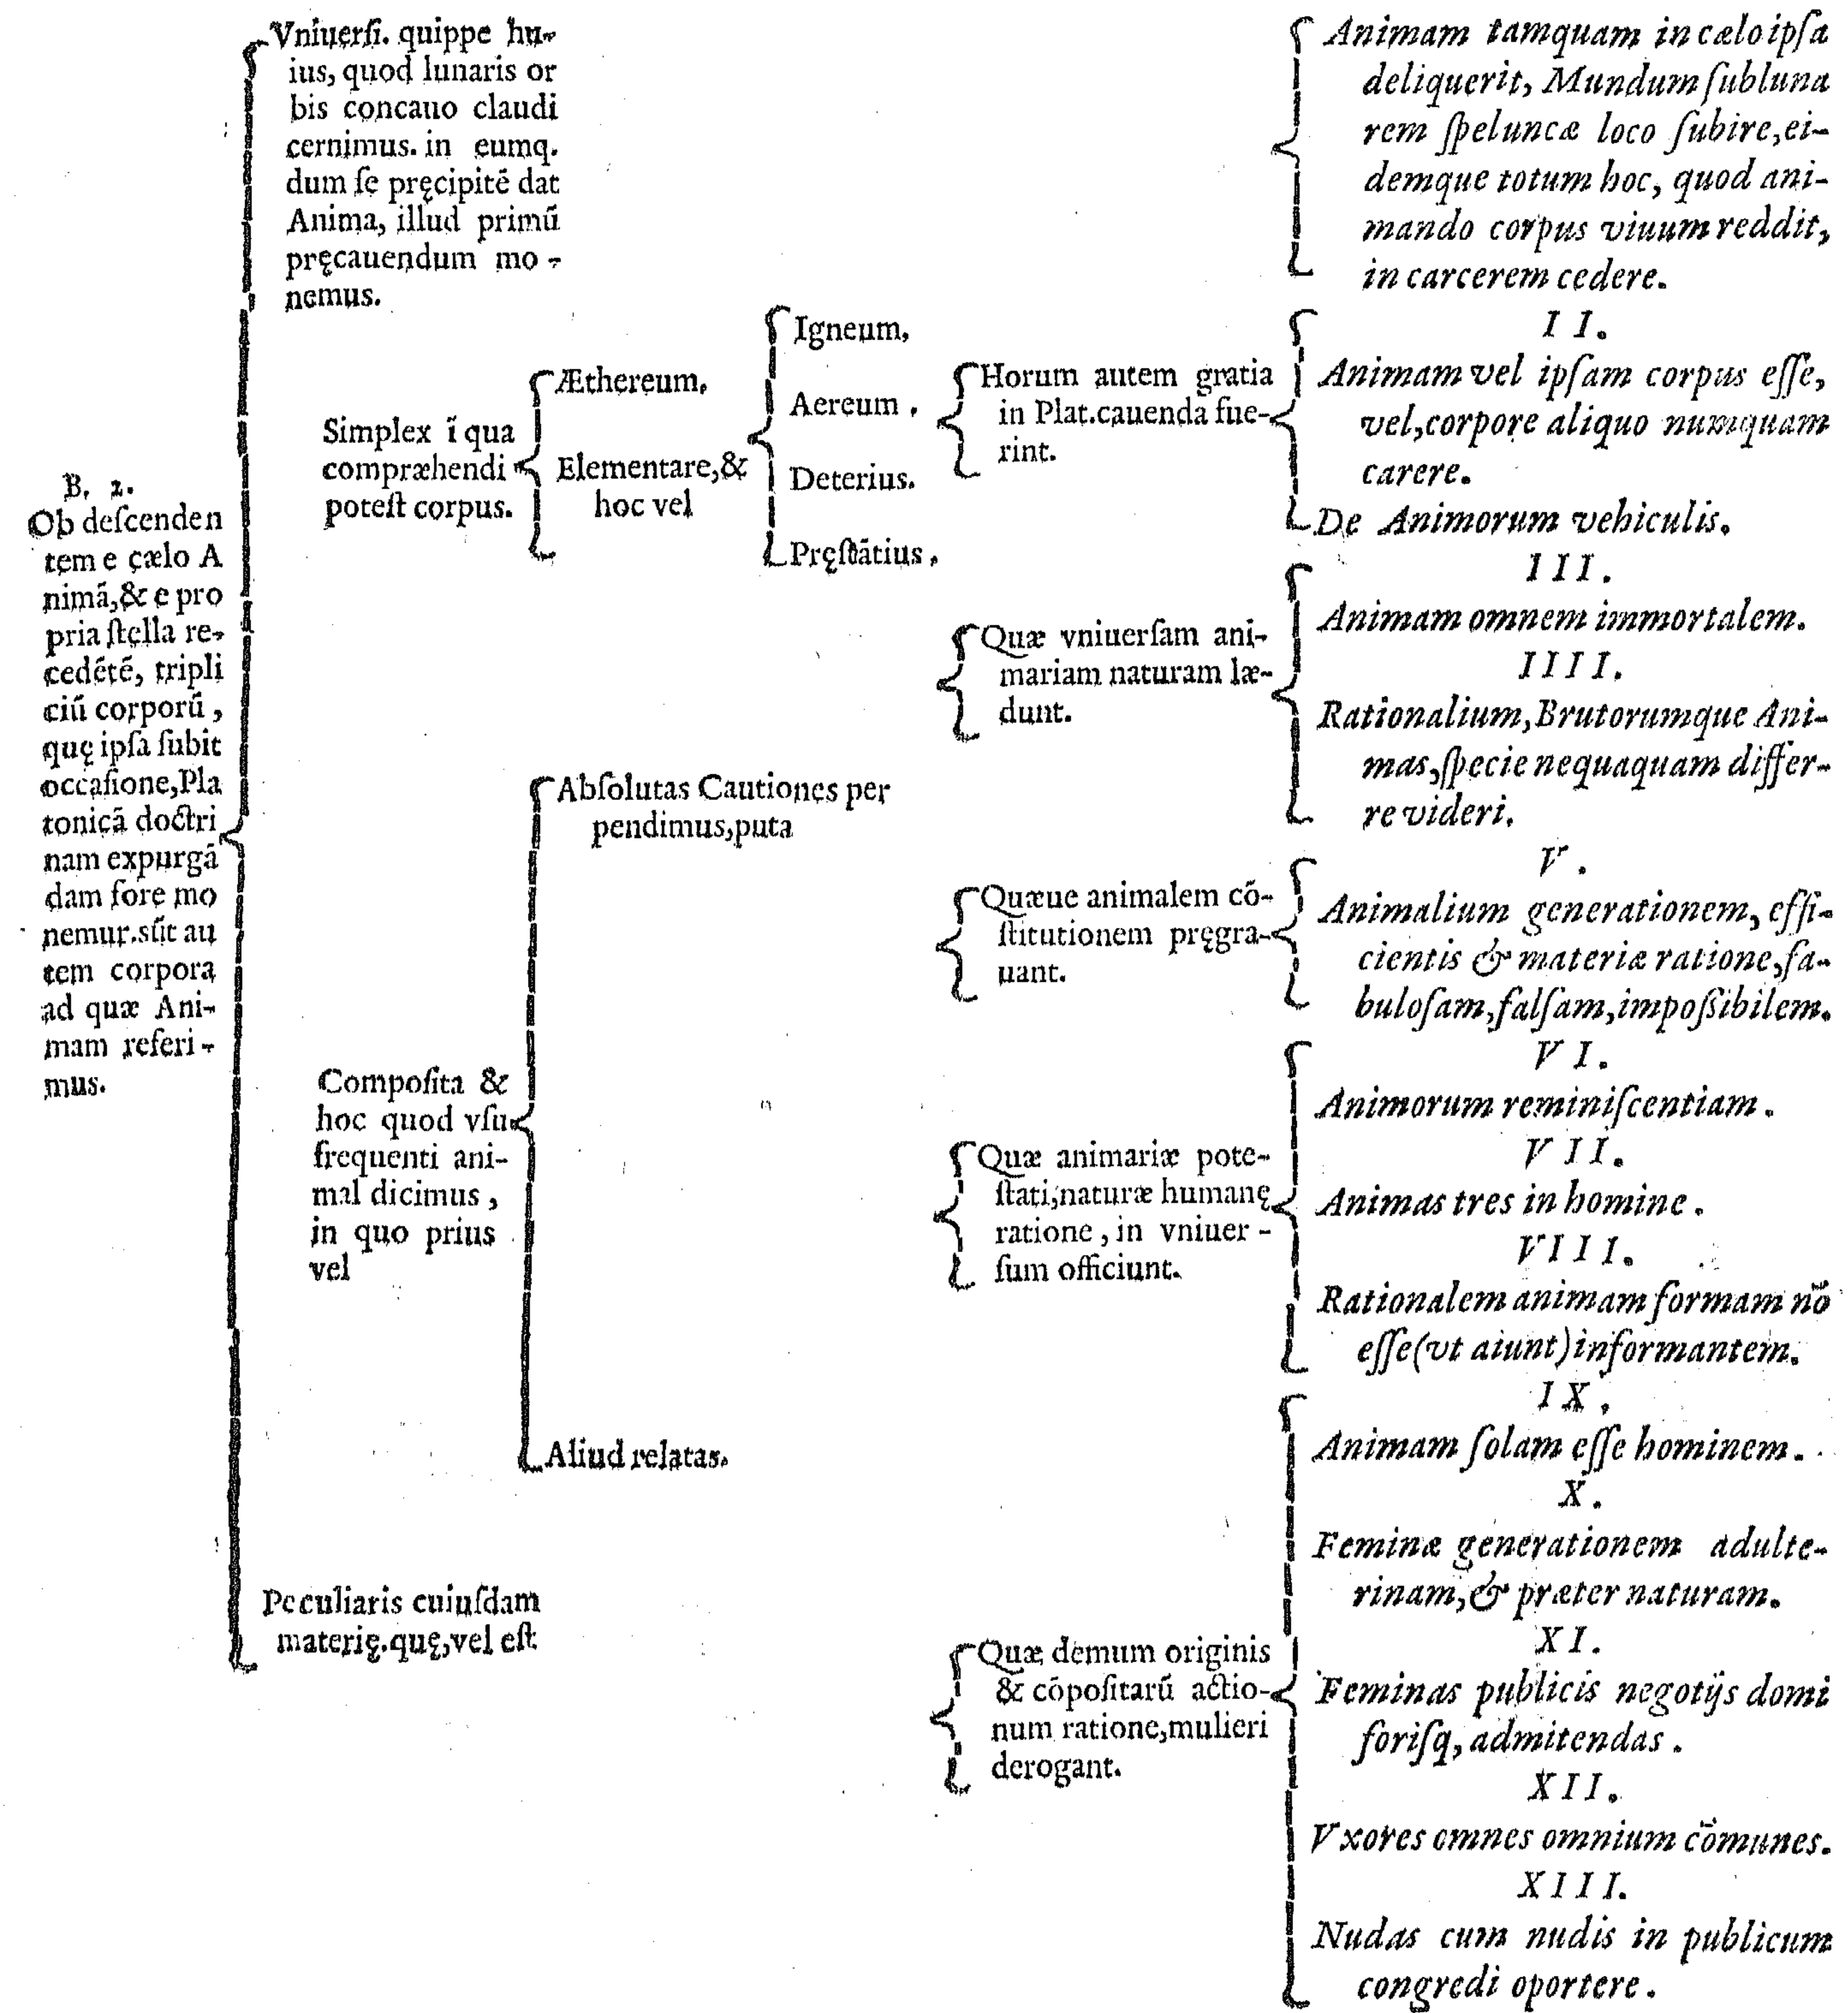 B. 2.
Ob deſcenden
tem e cælo A
nimã,& e pro
pria ſtella re-
cedẽtẽ, tripli
ciũ corporũ ,
quę ipſa ſubit
occaſione,Pla
tonicã doctri
nam expurgã
dam fore mo
nemur.sũt au
tem corpora
ad quæ Ani-
mam referi-
mus.
Vniuerſi. quippe hu-
ius, quod lunaris or
bis concauo claudi
cernimus. in eumq.
dum ſe pręcipitẽ dat
Anima, illud primũ
pręcauendum mo-
nemus.
Simplex ĩ qua
compræhendi
poteſt corpus.
Æthereum,
Elementare,&
hoc vel
Igneum,
Aereum ,
Deterius.
Pręſtãtius ,
Compoſita &
hoc quod vſu
frequenti ani-
mal dicimus ,
in quo prius
vel
Abſolutas Cautiones per
pendimus,puta
Aliud relatas.
Peculiaris cuiuſdam
materię.quę,vel eſt
Horum autem gratia
in Plat.cauenda fue-
rint.
Quæ vniuerſam ani-
mariam naturam læ-
dunt.
Quæue animalem cõ-
ſtitutionem pręgra-
uant.
Quæ animariæ pote-
ſtati,naturæ humanę
ratione , in vniuer-
ſum officiunt.
Quæ demum originis
& cõpoſitarũ actio-
num ratione,mulieri
derogant.
Animam tamquam in cælo ipſa
deliquerit, Mundum ſubluna
rem ſpeluncæ loco ſubire,ei-
demque totum hoc, quod ani-
mando corpus viuum reddit,
in carcerem cedere.
I I.
Animam vel ipſam corpus eſſe,
vel,corpore aliquo numquam
carere.
De Animorum vehiculis.
I I I.
Animam omnem immortalem.
I I I I.
Rationalium,Brutorumque Ani-
mas,ſpecie nequaquam differ-
re videri.
V .
Animalium generationem, effi-
cientis & materiæ ratione,fa-
buloſam,falſam,impoſſibilem.
V I.
Animorum reminiſcentiam .
V I I.
Animas tres in homine .
V I I I.
Rationalem animam formam nõ
eſſe(vt aiunt)informantem.
I X .
Animam ſolam eſſe hominem .
X .
Feminæ generationem adulte-
rinam,& præter naturam.
X I.
Feminas publicis negotijs domi
foriſq, admitendas .
X I I.
Vxores omnes omnium cõmunes.
X I I I.
Nudas cum nudis in publicum
congredi oportere .